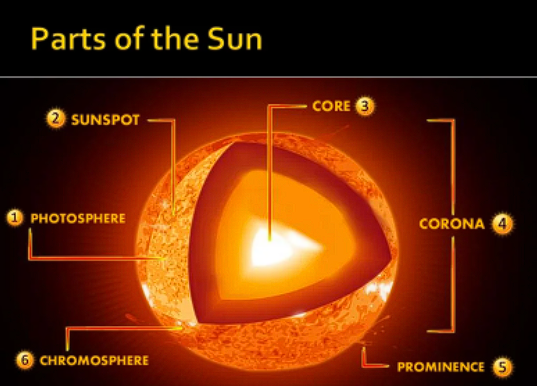 Parts of the Sun
CORE 3
2 SUNSPOT
1 PHOTOSPHERE
CORONA 4
6 CHROMOSPHERE
PROMINENCE 5